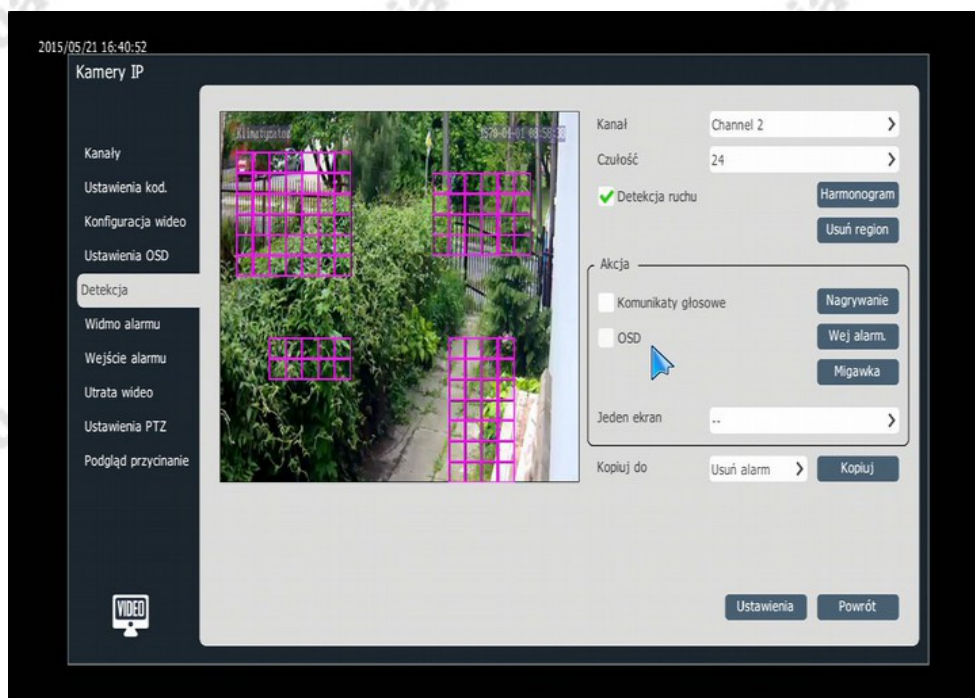 2015/05/21 16:40:52
Kamery IP
Kanały
Ustawienia kod.
Konfiguracja wideo
Ustawienia OSD
Detekcja
Widmo alarmu
Wejście alarmu
Utrata wideo
Ustawienia PTZ
Podgląd przycinanie
VIDEO
Klimatyzator
Kanał Channel 2
Czułość 24
Detekcja ruchu Harmonogram
Usuń region
Akcja
Komunikaty głosowe Nagrywanie
OSD Wej alarm.
Migawka
Jeden ekran --
Kopiuj do Usuń alarm Kopiuj
Ustawienia Powrót